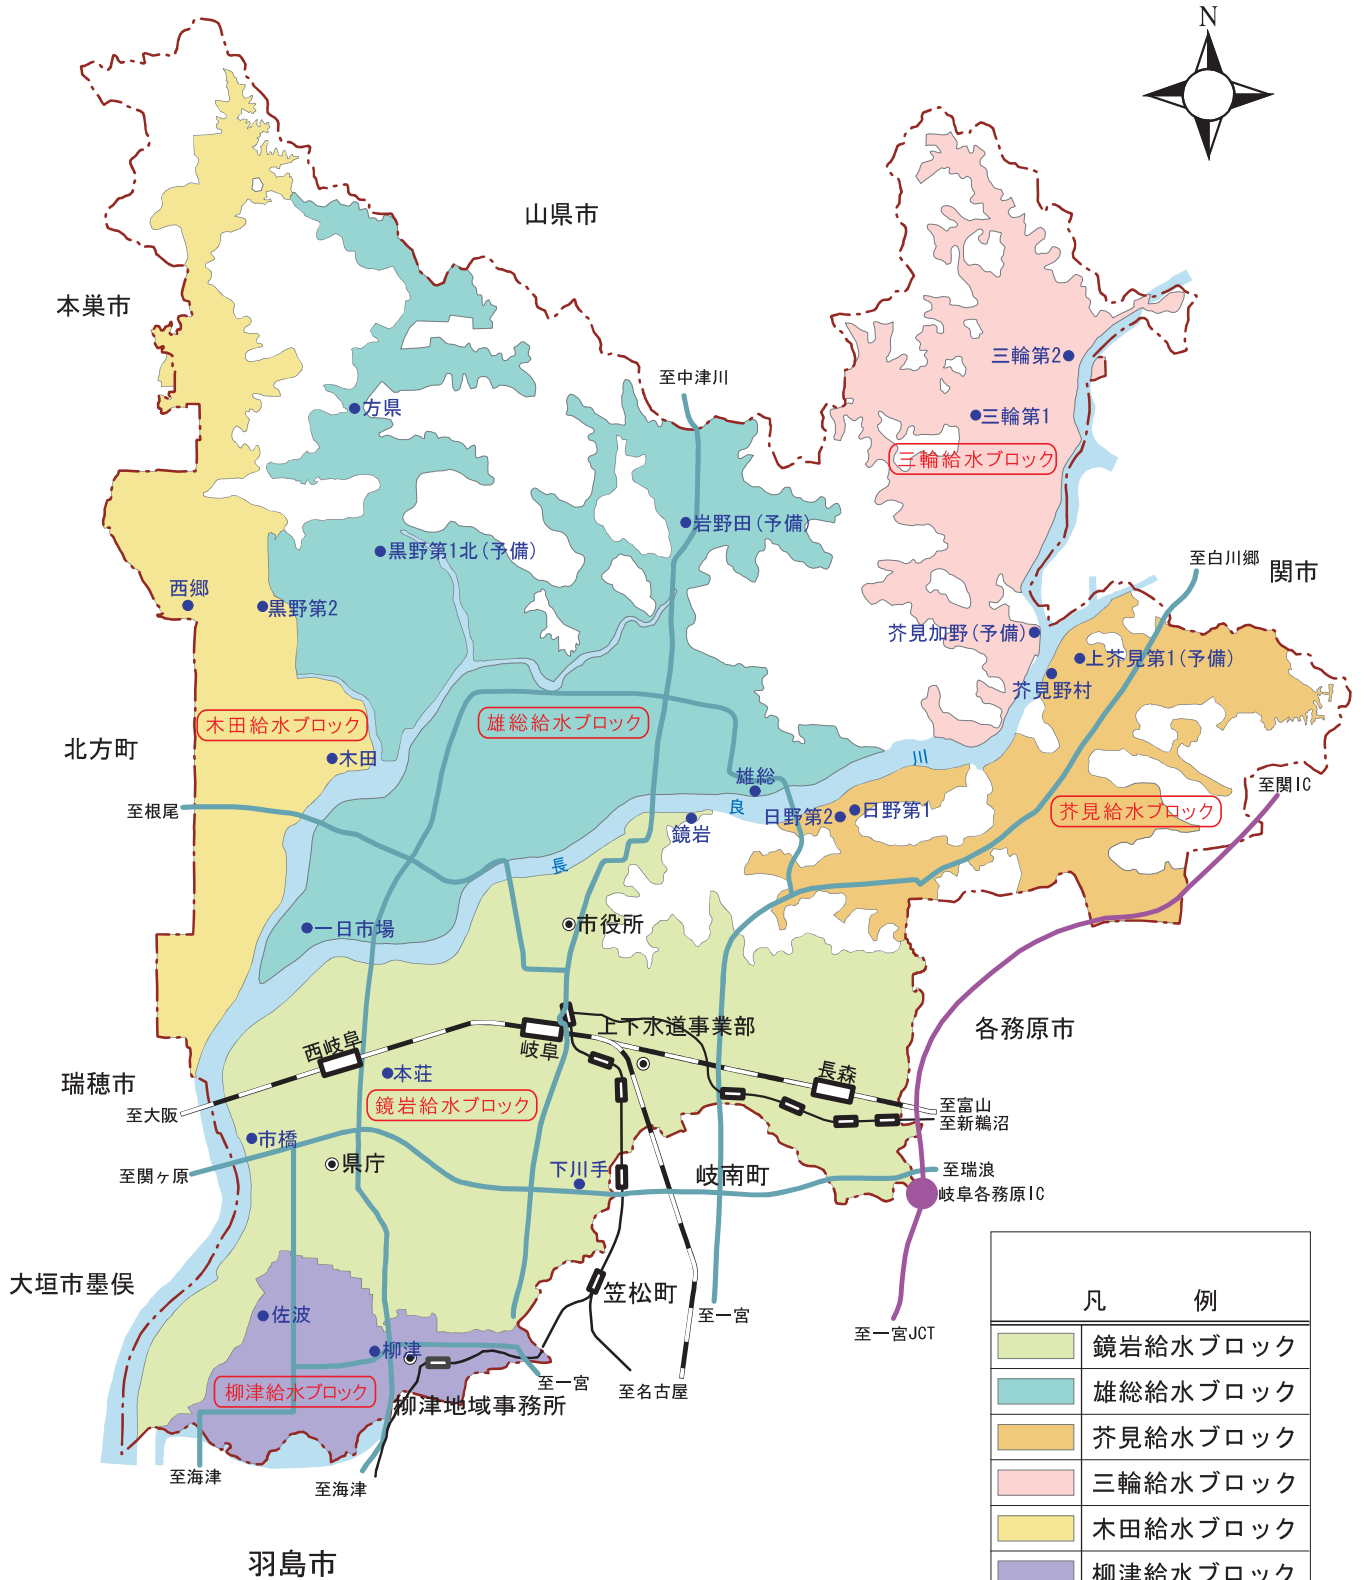 N
山県市
本巣市
至中津川
三輪第2
方県
三輪第1
三輪給水ブロック
岩野田(予備)
黒野第1北(予備)
至白川郷
関市
西郷
黒野第2
芥見加野(予備)
上芥見第1(予備)
芥見野村
木田給水ブロック
雄総給水ブロック
北方町
木田
川
雄総
至関IC
至根尾
良
日野第2
日野第1
芥見給水ブロック
鏡岩
長
一日市場
市役所
各務原市
上下水道事業部
西岐阜
岐阜
長森
瑞穂市
本荘
鏡岩給水ブロック
至大阪
至富山
至新鵜沼
市橋
県庁
至関ヶ原
下川手
岐南町
至瑞浪
岐阜各務原IC
大垣市墨俣
笠松町
佐波
至一宮
至一宮JCT
柳津
柳津給水ブロック
至一宮
至名古屋
柳津地域事務所
至海津
至海津
羽島市
凡 例
鏡岩給水ブロック
雄総給水ブロック
芥見給水ブロック
三輪給水ブロック
木田給水ブロック
柳津給水ブロック